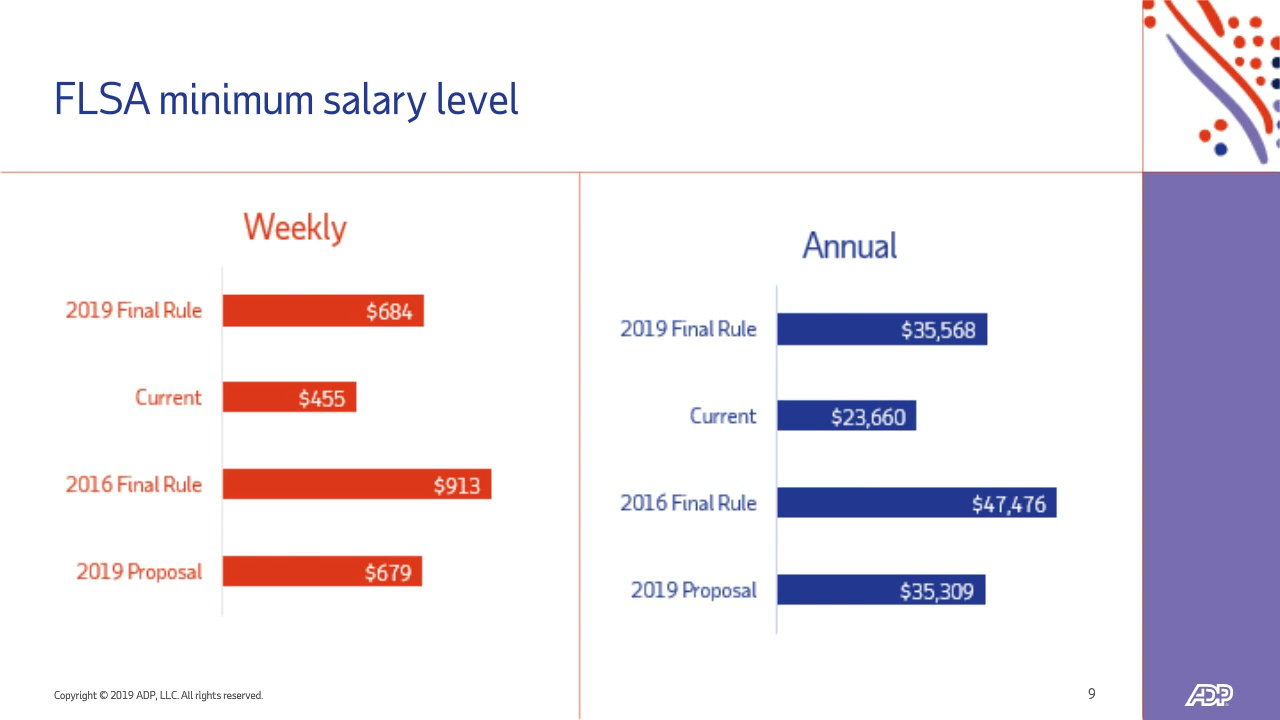 FLSA minimum salary level
Weekly
2019 Final Rule $684
Current $455
2016 Final Rule $913
2019 Proposal $679
Annual
2019 Final Rule $35,568
Current $23,660
2016 Final Rule $47,476
2019 Proposal $35,309
Copyright © 2019 ADP, LLC. All rights reserved.
9
ADP